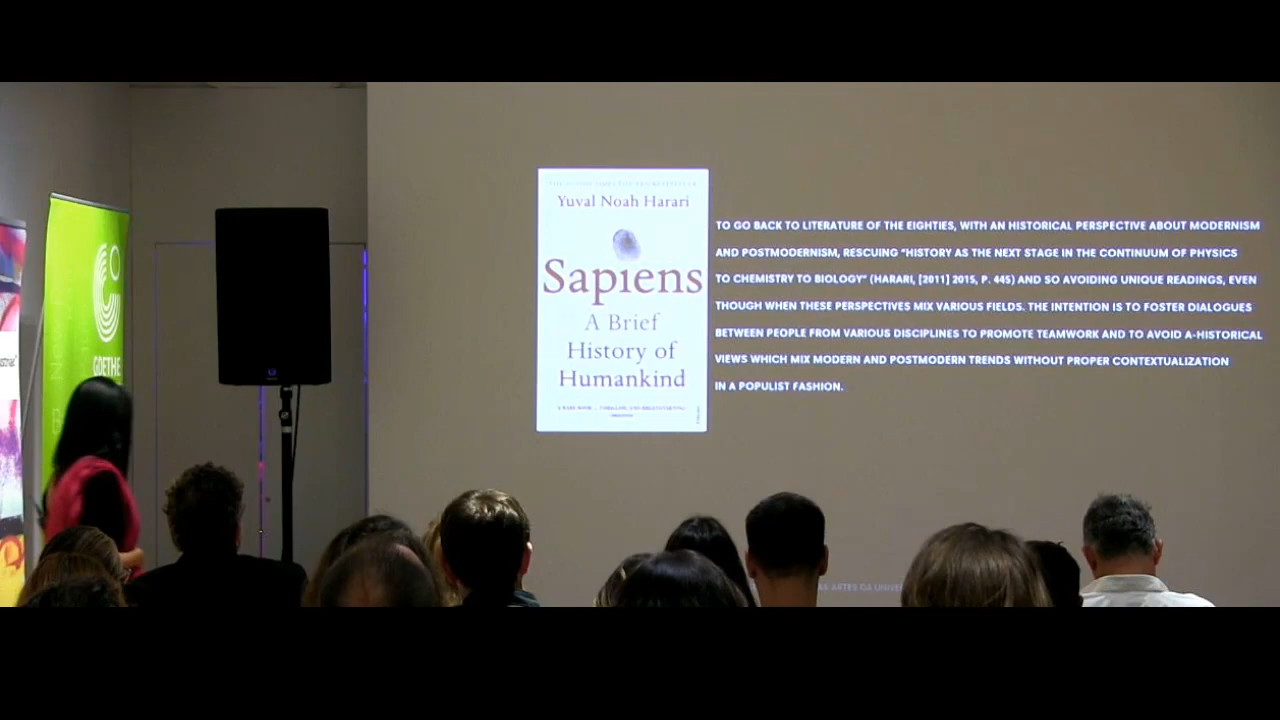 Yuval Noah Harari
Sapiens
A Brief
History of
Humankind
TO GO BACK TO LITERATURE OF THE EIGHTIES, WITH AN HISTORICAL PERSPECTIVE ABOUT MODERNISM
AND POSTMODERNISM, RESCUING “HISTORY AS THE NEXT STAGE IN THE CONTINUUM OF PHYSICS
TO CHEMISTRY TO BIOLOGY” (HARARI, [2011] 2015, P. 445) AND SO AVOIDING UNIQUE READINGS, EVEN
THOUGH WHEN THESE PERSPECTIVES MIX VARIOUS FIELDS. THE INTENTION IS TO FOSTER DIALOGUES
BETWEEN PEOPLE FROM VARIOUS DISCIPLINES TO PROMOTE TEAMWORK AND TO AVOID A-HISTORICAL
VIEWS WHICH MIX MODERN AND POSTMODERN TRENDS WITHOUT PROPER CONTEXTUALIZATION
IN A POPULIST FASHION.
GOETHE
ARTES DA